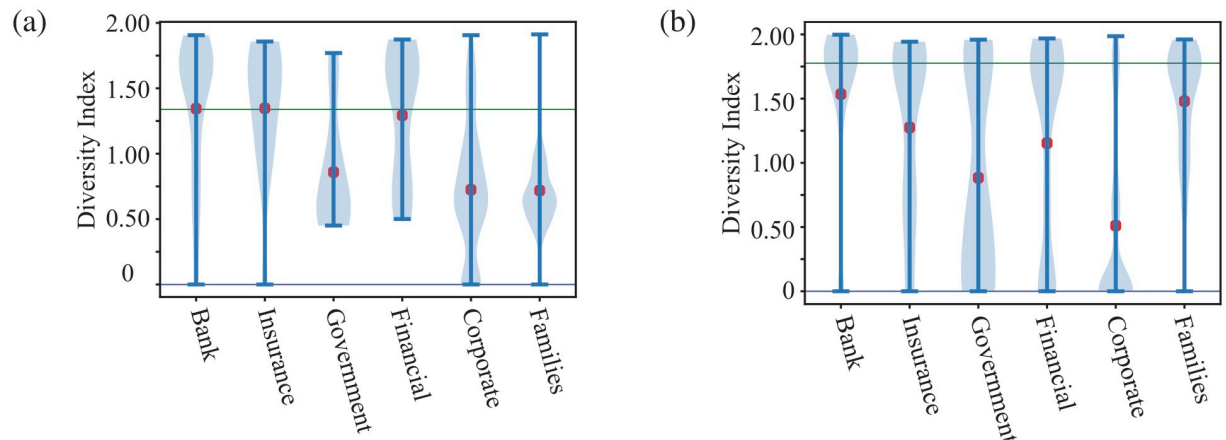 (a)
Diversity Index
2.00
1.50
1.00
0.50
0
Bank
Insurance
Government
Financial
Corporate
Families
(b)
Diversity Index
2.00
1.50
1.00
0.50
0
Bank
Insurance
Government
Financial
Corporate
Families